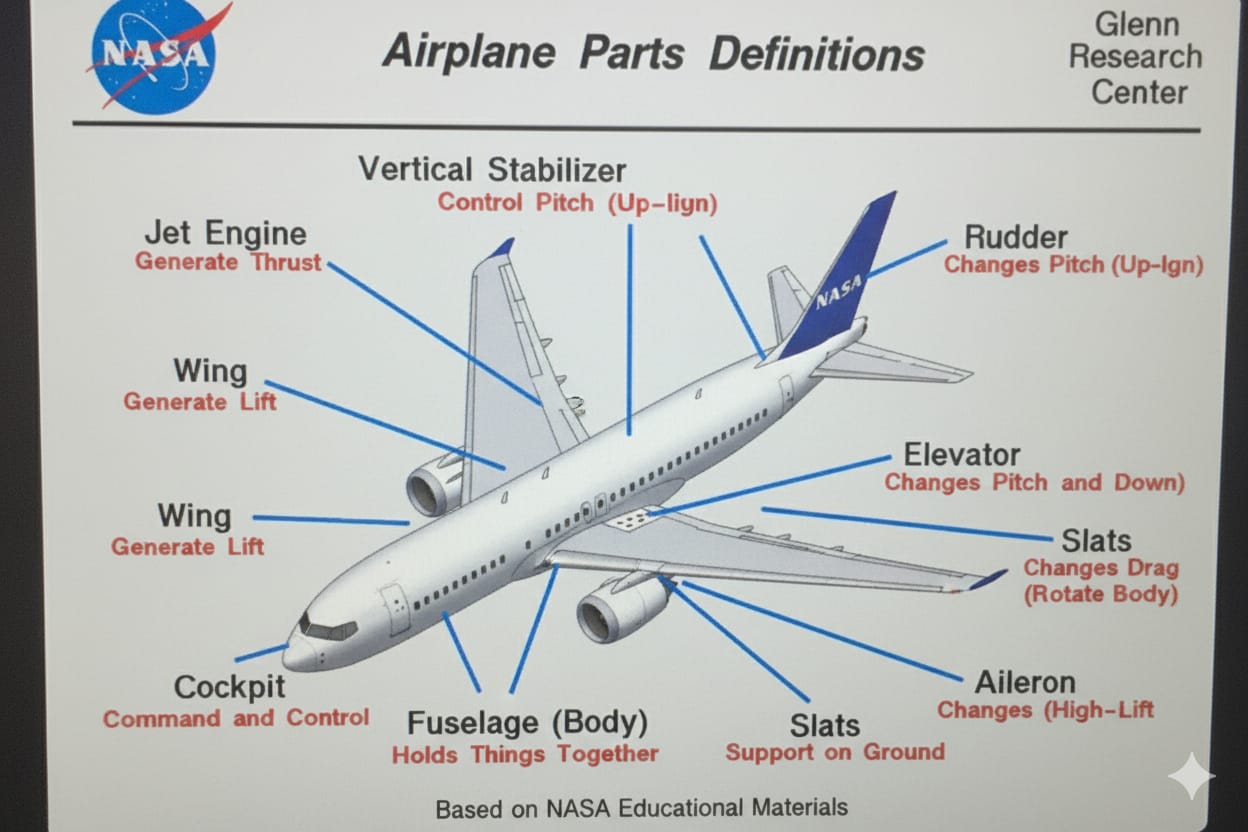 NASA
Airplane Parts Definitions
Glenn
Research
Center
Vertical Stabilizer
Control Pitch (Up-liyn)
Jet Engine
Generate Thrust
Rudder
Changes Pitch (Up-Ign)
NASA
Wing
Generate Lift
Elevator
Changes Pitch and Down)
Wing
Generate Lift
Slats
Changes Drag
(Rotate Body)
Cockpit
Command and Control
Fuselage (Body)
Holds Things Together
Slats
Support on Ground
Aileron
Changes (High-Lift
Based on NASA Educational Materials